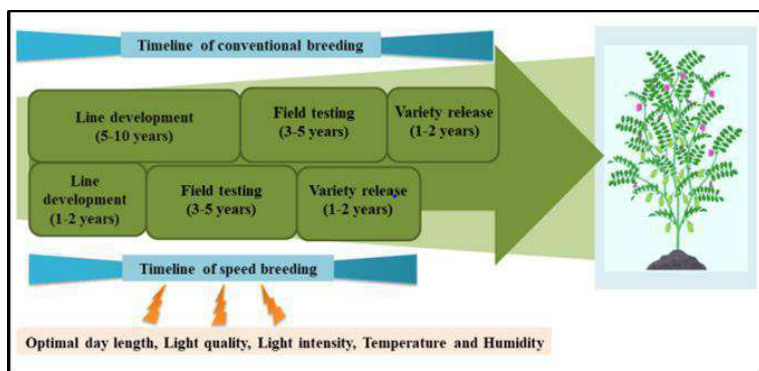 Timeline of conventional breeding
Line development
(5-10 years)
Field testing
(3-5 years)
Variety release
(1-2 years)
Line
development
(1-2 years)
Field testing
(3-5 years)
Variety release
(1-2 years)
Timeline of speed breeding
Optimal day length, Light quality, Light intensity, Temperature and Humidity